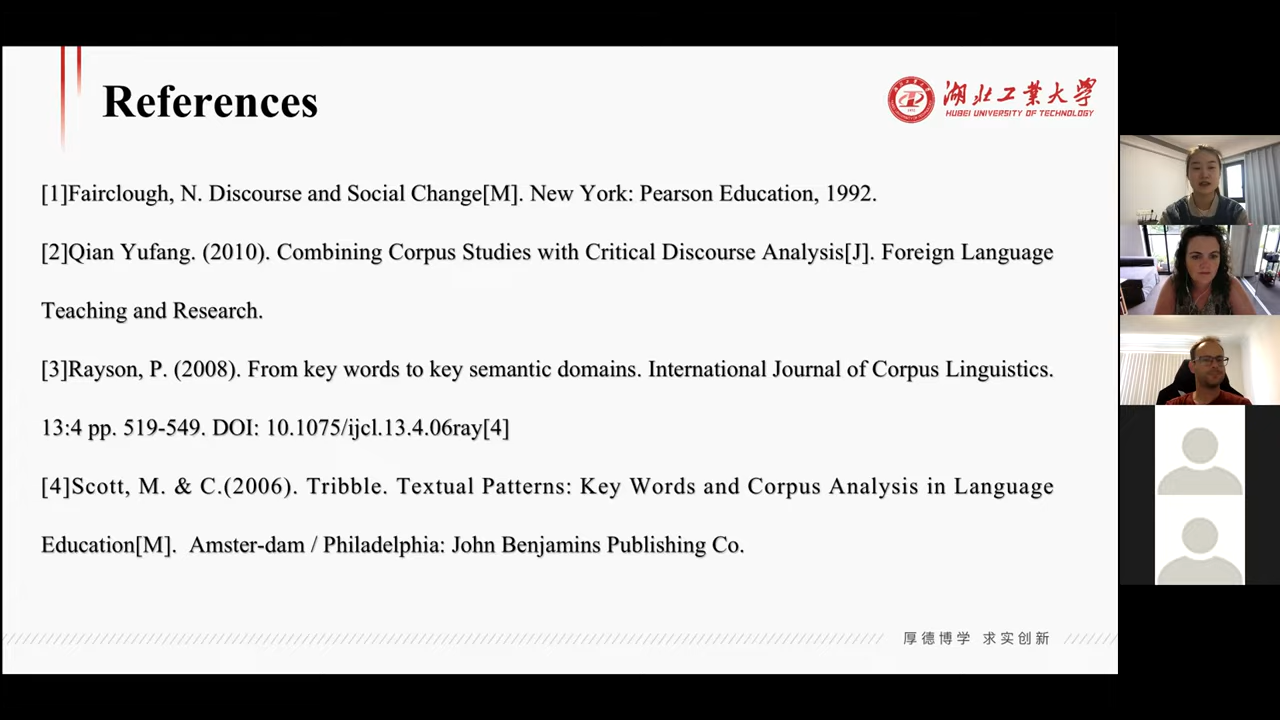 References
湖北工業大学
HUBEI UNIVERSITY OF TECHNOLOGY
[1]Fairclough, N. Discourse and Social Change[M]. New York: Pearson Education, 1992.
[2]Qian Yufang. (2010). Combining Corpus Studies with Critical Discourse Analysis[J]. Foreign Language
Teaching and Research.
[3]Rayson, P. (2008). From key words to key semantic domains. International Journal of Corpus Linguistics.
13:4 pp. 519-549. DOI: 10.1075/ijcl.13.4.06ray[4]
[4]Scott, M. & C.(2006). Tribble. Textual Patterns: Key Words and Corpus Analysis in Language
Education[M].  Amster-dam / Philadelphia: John Benjamins Publishing Co.
厚德博学 求实创新